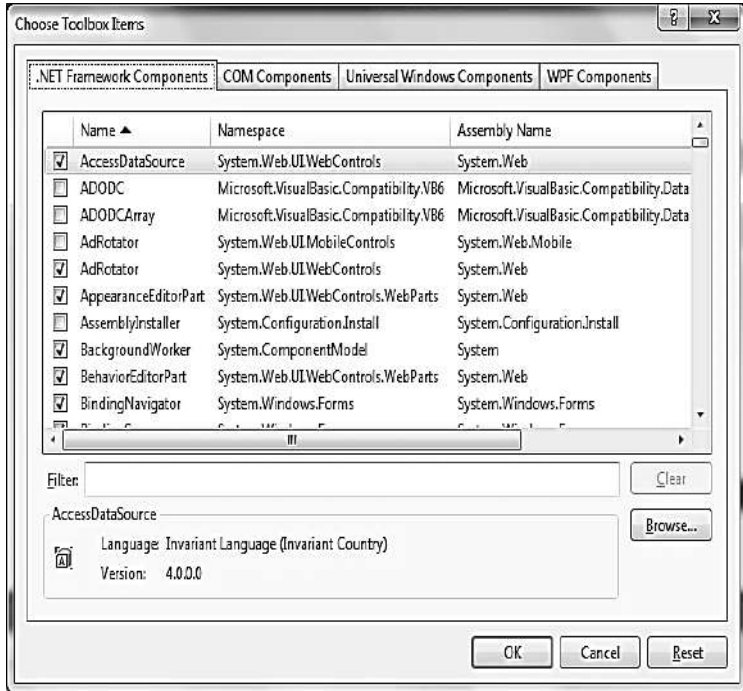 Choose Toolbox Items
.NET Framework Components COM Components Universal Windows Components WPF Components
Name Namespace Assembly Name
AccessDataSource System.Web.UI.WebControls System.Web
ADODC Microsoft.VisualBasic.Compatibility.VB6 Microsoft.VisualBasic.Compatibility.Data
ADODCArray Microsoft.VisualBasic.Compatibility.VB6 Microsoft.VisualBasic.Compatibility.Data
AdRotator System.Web.UI.MobileControls System.Web.Mobile
AdRotator System.Web.UI.WebControls System.Web
AppearanceEditorPart System.Web.UI.WebControls.WebParts System.Web
AssemblyInstaller System.Configuration.Install System.Configuration.Install
BackgroundWorker System.ComponentModel System
BehaviorEditorPart System.Web.UI.WebControls.WebParts System.Web
BindingNavigator System.Windows.Forms System.Windows.Forms
Filter: Clear
AccessDataSource
Browse...
Language: Invariant Language (Invariant Country)
Version: 4.0.0.0
OK Cancel Reset